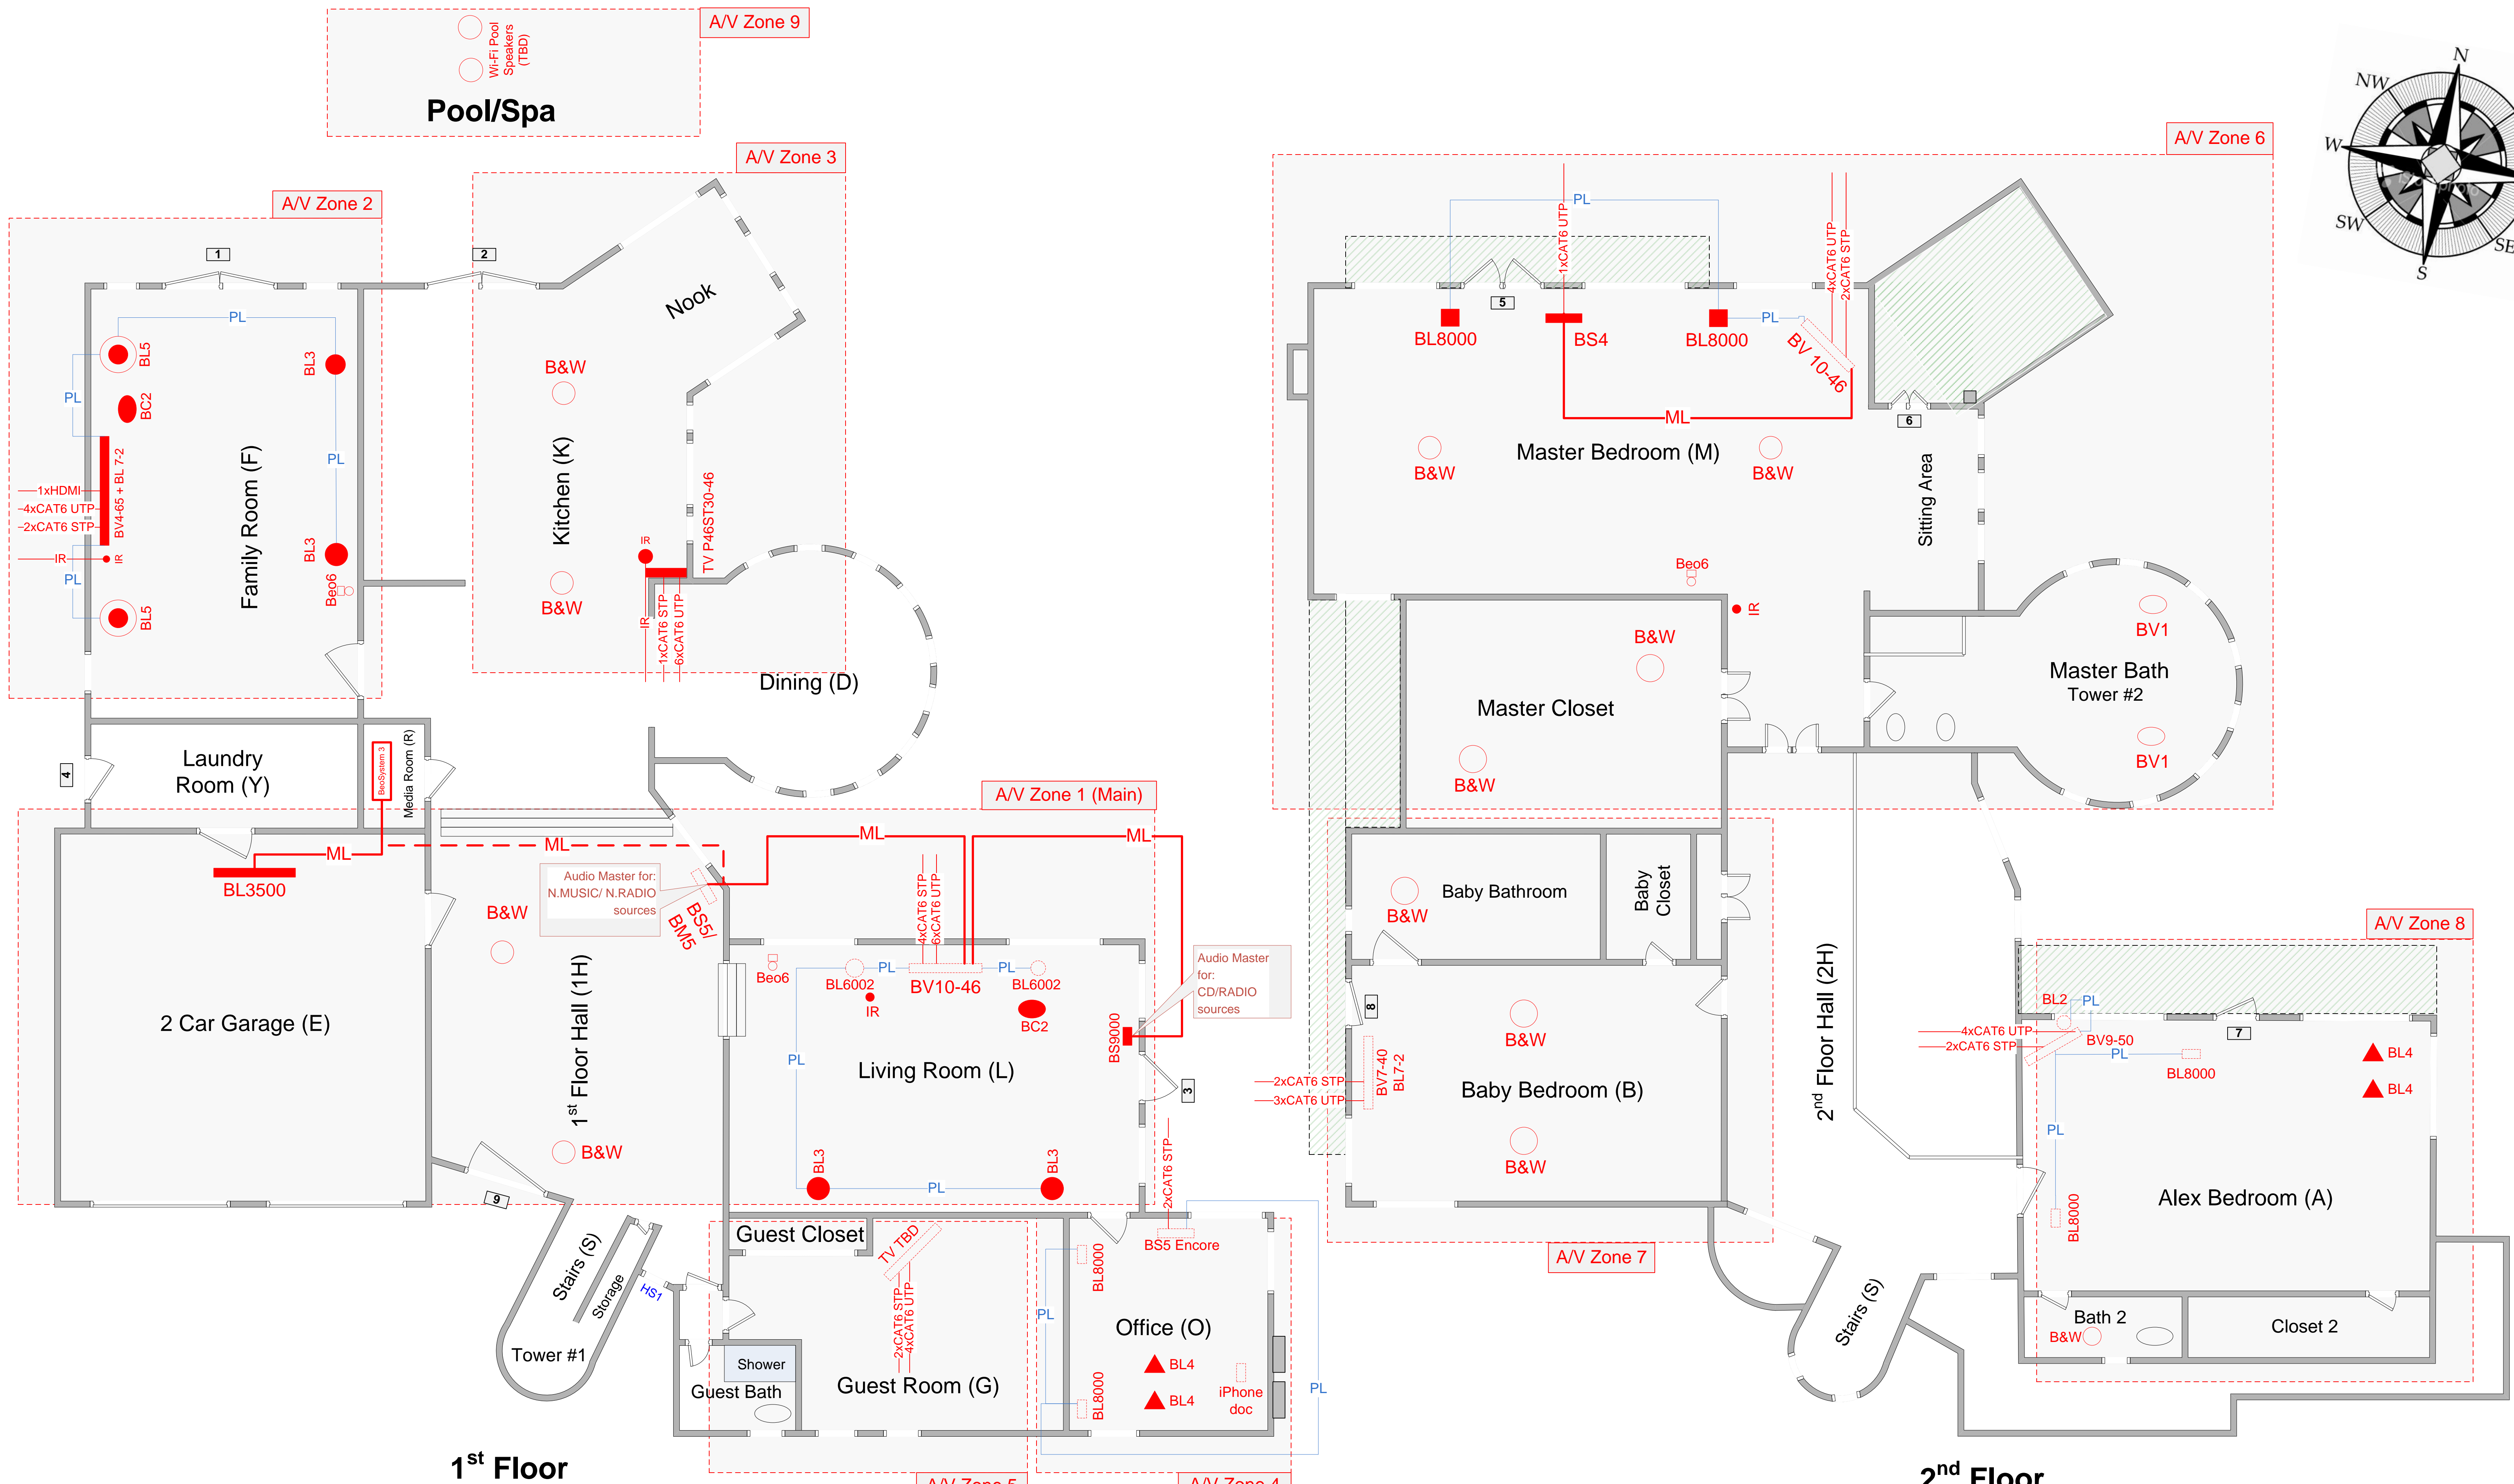 A/V Zone 9
Wi-Fi Pool
Speakers
(TBD)
Pool/Spa
A/V Zone 3
A/V Zone 2
1
2
PL
BL5
BL3
BC2
PL
PL
BV4-65 + BL 7-2
1xHDMI
4xCAT6 UTP
2xCAT6 STP
IR
IR
PL
BL5
BL3
Beo6
Family Room (F)
Nook
B&W
Kitchen (K)
B&W
IR
TV P46ST30-46
IR
1xCAT6 STP
6xCAT6 UTP
Dining (D)
Laundry
Room (Y)
4
BeoSystem 3
Media Room (R)
A/V Zone 1 (Main)
ML
ML
ML
ML
BL3500
Audio Master for:
N.MUSIC/ N.RADIO
sources
BS5/
BM5
B&W
2 Car Garage (E)
1st Floor Hall (1H)
B&W
9
4xCAT6 STP
6xCAT6 UTP
Beo6
BL6002
PL
BV10-46
PL
BL6002
IR
BC2
BS9000
Audio Master
for:
CD/RADIO
sources
PL
Living Room (L)
3
BL3
PL
BL3
2xCAT6 STP
Guest Closet
TV TBD
2xCAT6 STP
4xCAT6 UTP
Stairs (S)
Storage
HS1
Tower #1
Shower
Guest Bath
Guest Room (G)
BL8000
BS5 Encore
PL
Office (O)
BL4
BL4
BL8000
iPhone
doc
PL
1st Floor
A/V Zone 5
A/V Zone 4
N
NW
W
SW
S
SE
A/V Zone 6
PL
1xCAT6 UTP
4xCAT6 UTP
2xCAT6 STP
5
BL8000
BS4
BL8000
PL
BV 10-46
ML
6
B&W
Master Bedroom (M)
B&W
Sitting Area
Beo6
IR
B&W
Master Closet
B&W
BV1
Master Bath
Tower #2
BV1
B&W
Baby Bathroom
Baby
Closet
8
B&W
BV7-40
BL7-2
2xCAT6 STP
3xCAT6 UTP
Baby Bedroom (B)
B&W
A/V Zone 7
2nd Floor Hall (2H)
A/V Zone 8
BL2
PL
4xCAT6 UTP
2xCAT6 STP
BV9-50
PL
BL8000
7
BL4
BL4
PL
Alex Bedroom (A)
BL8000
Stairs (S)
Bath 2
B&W
Closet 2
2nd Floor